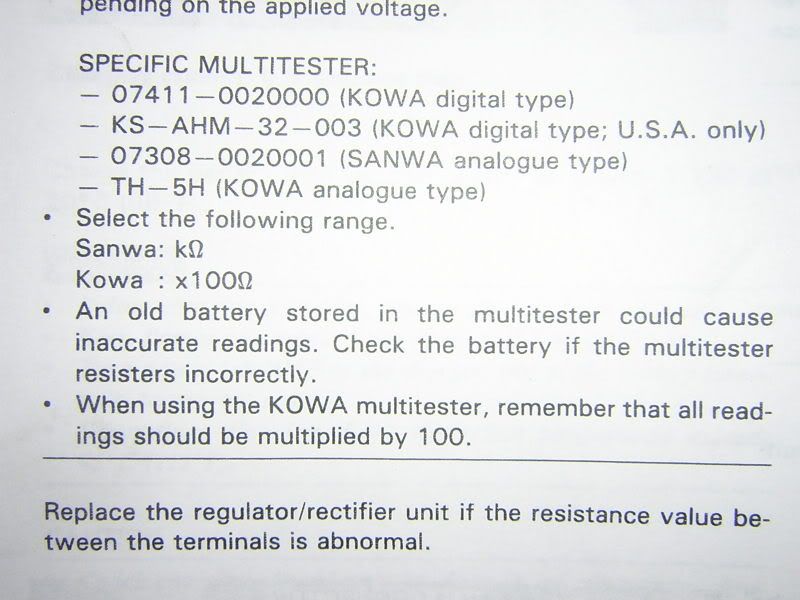 pending on the applied voltage.
SPECIFIC MULTITESTER:
— 07411—0020000 (KOWA digital type)
— KS—AHM—32—003 (KOWA digital type; U.S.A. only)
— 07308—0020001 (SANWA analogue type)
— TH—5H (KOWA analogue type)
• Select the following range.
Sanwa: kΩ
Kowa : x100Ω
• An old battery stored in the multitester could cause
inaccurate readings. Check the battery if the multitester
resisters incorrectly.
• When using the KOWA multitester, remember that all read-
ings should be multiplied by 100.
Replace the regulator/rectifier unit if the resistance value be-
tween the terminals is abnormal.